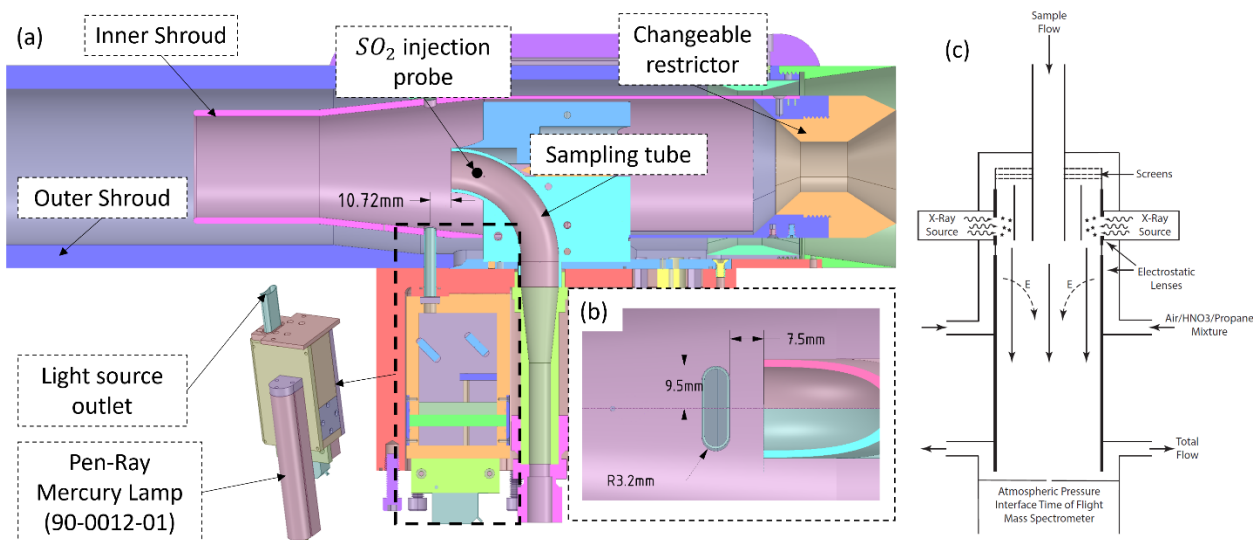 (a)
Inner Shroud
SO₂ injection
probe
Changeable
restrictor
Sampling tube
10.72mm
Outer Shroud
Light source
outlet
Pen-Ray
Mercury Lamp
(90-0012-01)
(b)
7.5mm
9.5mm
R3.2mm
(c)
Sample
Flow
Screens
X-Ray
Source
X-Ray
Source
Electrostatic
Lenses
E
E
Air/HNO3/Propane
Mixture
Total
Flow
Atmospheric Pressure
Interface Time of Flight
Mass Spectrometer